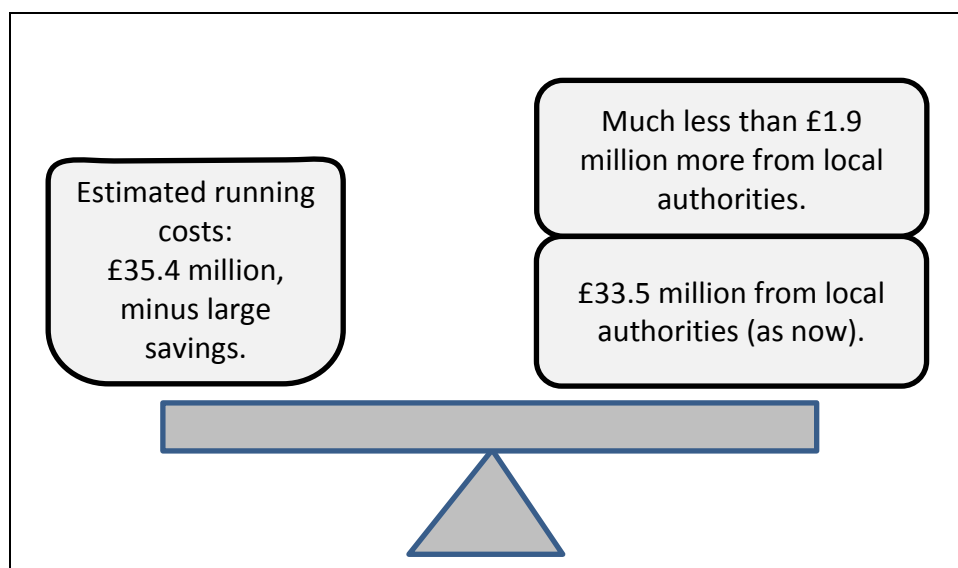 Estimated running
costs:
£35.4 million,
minus large
savings.
Much less than £1.9
million more from local
authorities.
£33.5 million from local
authorities (as now).